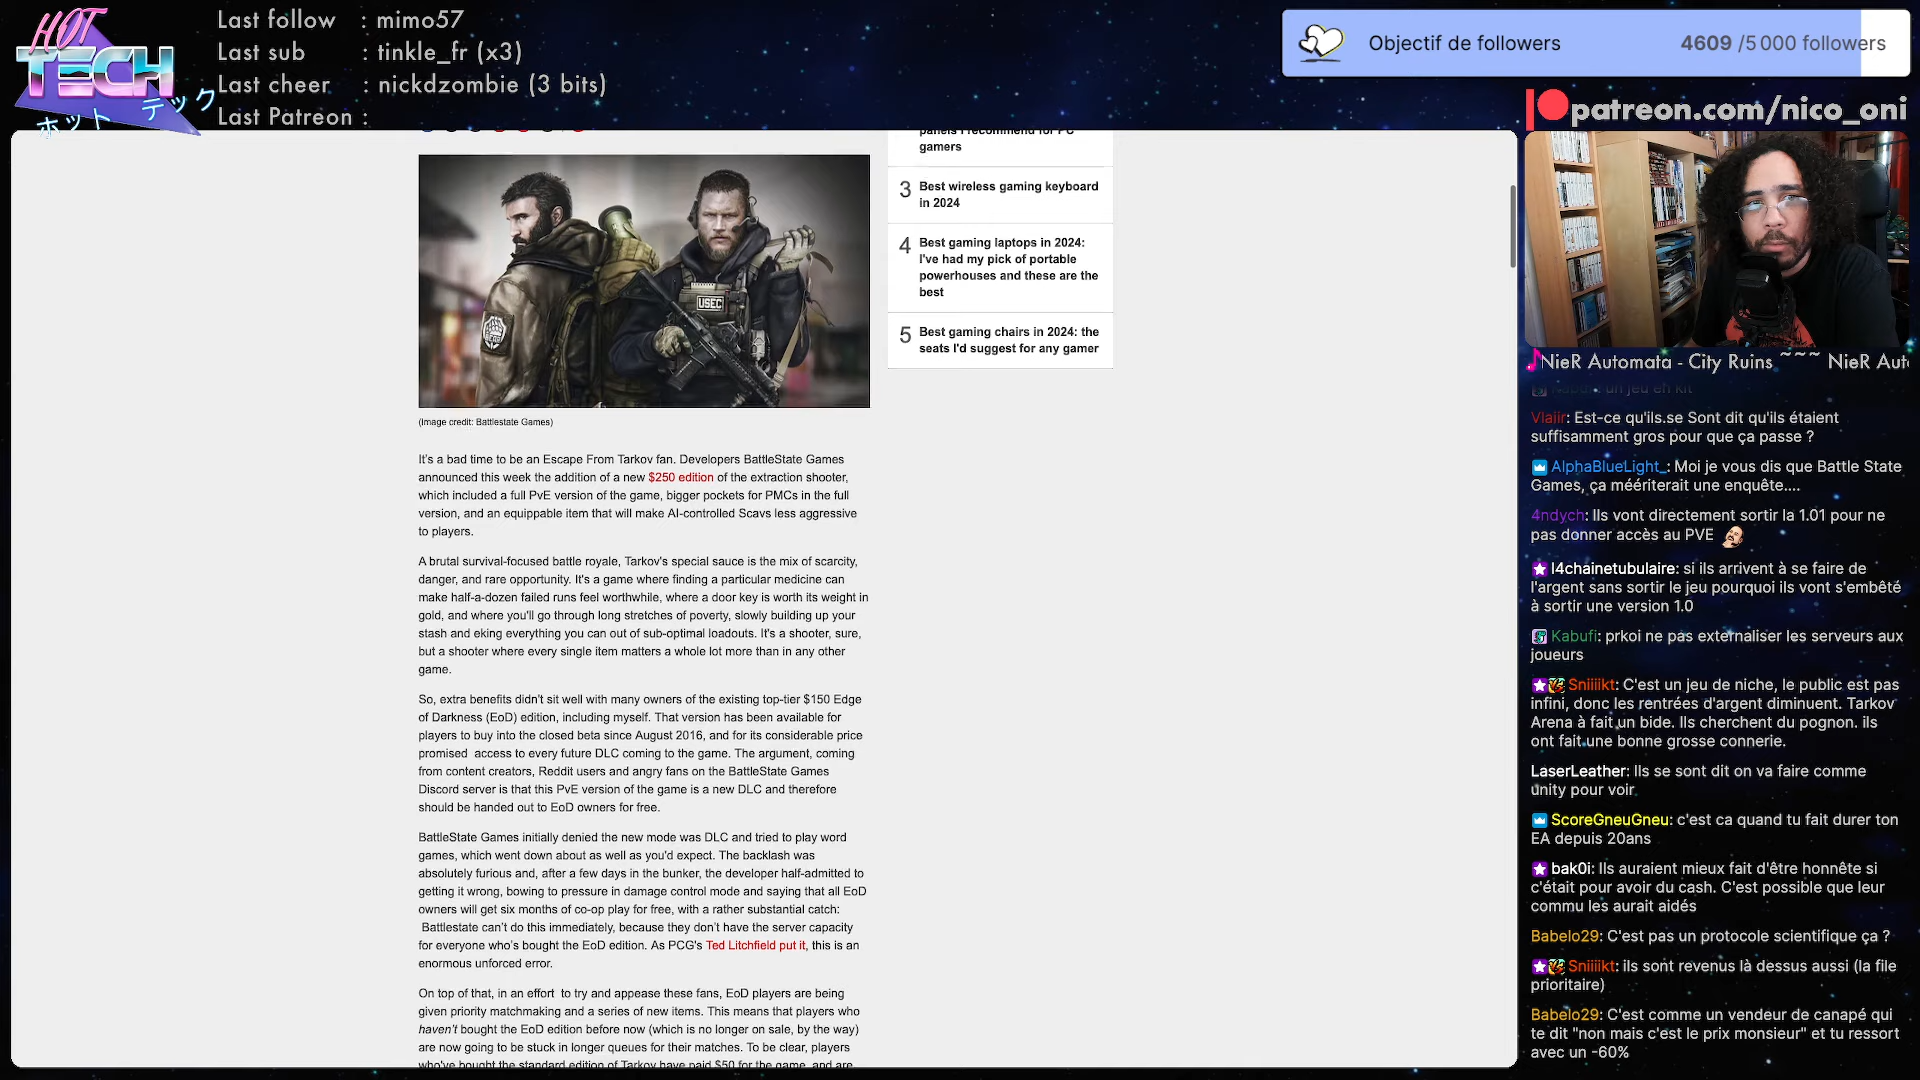 HOT
TECH
ホット テック
Last follow : mimo57
Last sub : tinkle_fr (x3)
Last cheer : nickdzombie (3 bits)
Last Patreon :
Objectif de followers 4609 /5 000 followers
patreon.com/nico_oni
panels I recommend for PC
gamers
3 Best wireless gaming keyboard
in 2024
4 Best gaming laptops in 2024:
I've had my pick of portable
powerhouses and these are the
best
5 Best gaming chairs in 2024: the
seats I'd suggest for any gamer
USEC
BEAR
(Image credit: Battlestate Games)
It's a bad time to be an Escape From Tarkov fan. Developers BattleState Games
announced this week the addition of a new $250 edition of the extraction shooter,
which included a full PvE version of the game, bigger pockets for PMCs in the full
version, and an equippable item that will make AI-controlled Scavs less aggressive
to players.
A brutal survival-focused battle royale, Tarkov's special sauce is the mix of scarcity,
danger, and rare opportunity. It's a game where finding a particular medicine can
make half-a-dozen failed runs feel worthwhile, where a door key is worth its weight in
gold, and where you'll go through long stretches of poverty, slowly building up your
stash and eking everything you can out of sub-optimal loadouts. It's a shooter, sure,
but a shooter where every single item matters a whole lot more than in any other
game.
So, extra benefits didn't sit well with many owners of the existing top-tier $150 Edge
of Darkness (EoD) edition, including myself. That version has been available for
players to buy into the closed beta since August 2016, and for its considerable price
promised access to every future DLC coming to the game. The argument, coming
from content creators, Reddit users and angry fans on the BattleState Games
Discord server is that this PvE version of the game is a new DLC and therefore
should be handed out to EoD owners for free.
BattleState Games initially denied the new mode was DLC and tried to play word
games, which went down about as well as you'd expect. The backlash was
absolutely furious and, after a few days in the bunker, the developer half-admitted to
getting it wrong, bowing to pressure in damage control mode and saying that all EoD
owners will get six months of co-op play for free, with a rather substantial catch:
Battlestate can't do this immediately, because they don't have the server capacity
for everyone who's bought the EoD edition. As PCG's Ted Litchfield put it, this is an
enormous unforced error.
On top of that, in an effort to try and appease these fans, EoD players are being
given priority matchmaking and a series of new items. This means that players who
haven't bought the EoD edition before now (which is no longer on sale, by the way)
are now going to be stuck in longer queues for their matches. To be clear, players
who've bought the standard edition of Tarkov have paid $50 for the game, and are
NieR Automata - City Ruins ~~~ NieR Aut
un jeu en kit
Vlaiir: Est-ce qu'ils.se Sont dit qu'ils étaient
suffisamment gros pour que ça passe ?
AlphaBlueLight_: Moi je vous dis que Battle State
Games, ça méériterait une enquête....
4ndych: Ils vont directement sortir la 1.01 pour ne
pas donner accès au PVE
l4chainetubulaire: si ils arrivent à se faire de
l'argent sans sortir le jeu pourquoi ils vont s'embêté
à sortir une version 1.0
Kabufi: prkoi ne pas externaliser les serveurs aux
joueurs
Sniiiikt: C'est un jeu de niche, le public est pas
infini, donc les rentrées d'argent diminuent. Tarkov
Arena à fait un bide. Ils cherchent du pognon. ils
ont fait une bonne grosse connerie.
LaserLeather: Ils se sont dit on va faire comme
unity pour voir
ScoreGneuGneu: c'est ca quand tu fait durer ton
EA depuis 20ans
bak0i: Ils auraient mieux fait d'être honnête si
c'était pour avoir du cash. C'est possible que leur
commu les aurait aidés
Babelo29: C'est pas un protocole scientifique ça ?
Sniiiikt: ils sont revenus là dessus aussi (la file
prioritaire)
Babelo29: C'est comme un vendeur de canapé qui
te dit "non mais c'est le prix monsieur" et tu ressort
avec un -60%